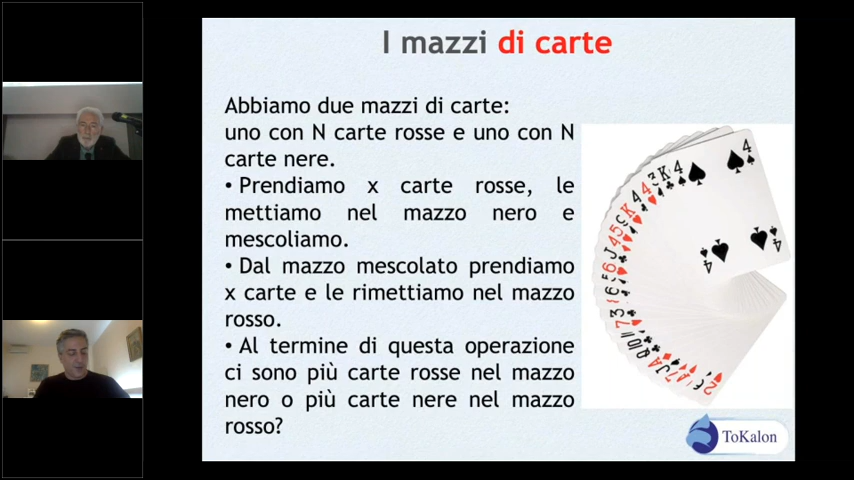 I mazzi di carte
Abbiamo due mazzi di carte:
uno con N carte rosse e uno con N
carte nere.
• Prendiamo x carte rosse, le
mettiamo nel mazzo nero e
mescoliamo.
• Dal mazzo mescolato prendiamo
x carte e le rimettiamo nel mazzo
rosso.
• Al termine di questa operazione
ci sono più carte rosse nel mazzo
nero o più carte nere nel mazzo
rosso?
ToKalon